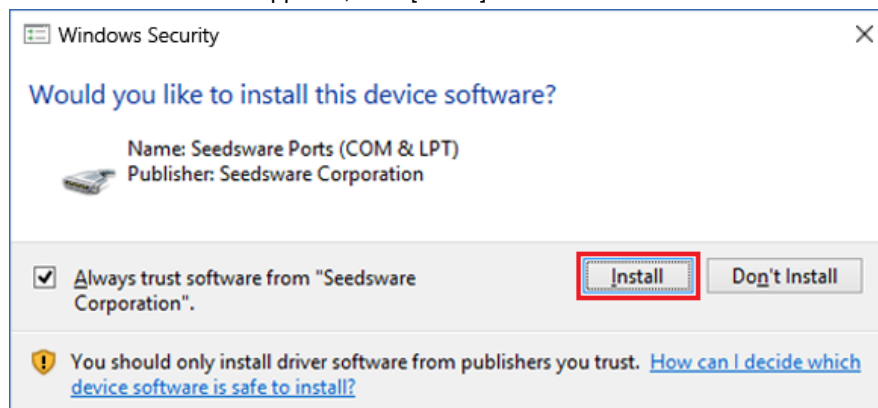 Windows Security
Would you like to install this device software?
Name: Seedsware Ports (COM & LPT)
Publisher: Seedsware Corporation
Always trust software from "Seedsware
Corporation".
Install
Don't Install
You should only install driver software from publishers you trust. How can I decide which
device software is safe to install?